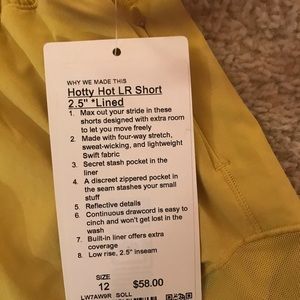 WHY WE MADE THIS
Hotty Hot LR Short
2.5" *Lined
1. Max out your stride in these
shorts designed with extra room
to let you move freely
2. Made with four-way stretch,
sweat-wicking, and lightweight
Swift fabric
3. Secret stash pocket in the
liner
4. A discreet zippered pocket in
the seam stashes your small
stuff
5. Reflective details
6. Continuous drawcord is easy to
cinch and won't get lost in the
wash
7. Built-in liner offers extra
coverage
8. Low rise, 2.5" inseam
SIZE
12 $58.00
LW7AW9R SOLL